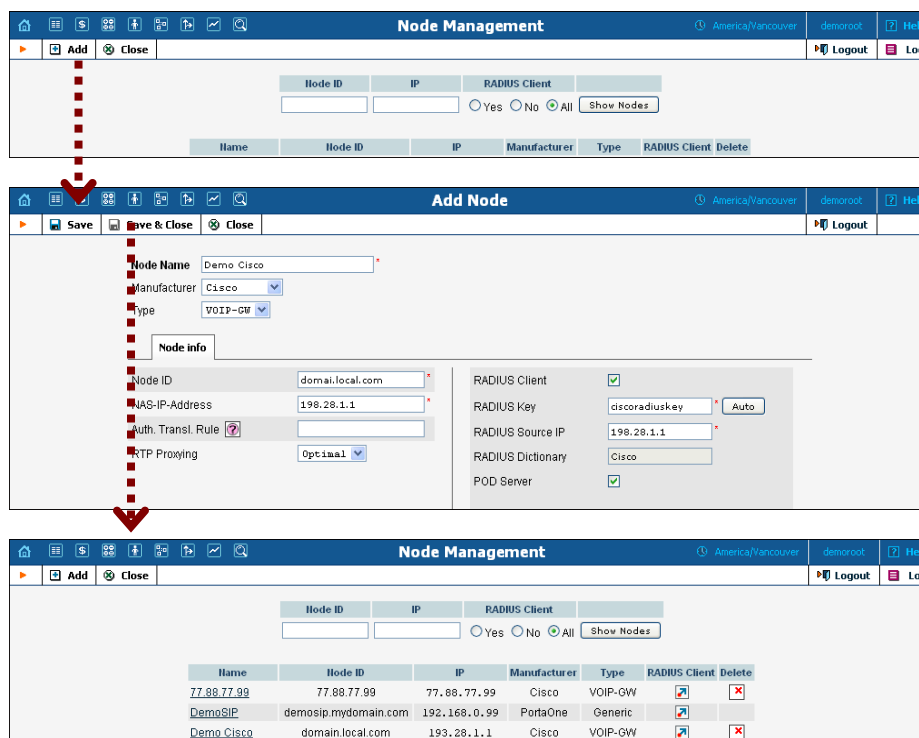 Node Management America/Vancouver demoroot ? Hel
Add Close Logout Lo
Node ID IP RADIUS Client
Yes No All Show Nodes
Name Node ID IP Manufacturer Type RADIUS Client Delete
Add Node America/Vancouver demoroot ? Hel
Save Save & Close Close Logout
Node Name Demo Cisco *
Manufacturer Cisco
Type VOIP-GW
Node info
Node ID domai.local.com * RADIUS Client
NAS-IP-Address 198.28.1.1 * RADIUS Key ciscoradiuskey * Auto
Auth. Transl. Rule ? RADIUS Source IP 198.28.1.1 *
RTP Proxying Optimal RADIUS Dictionary Cisco
POD Server
Node Management America/Vancouver demoroot ? He
Add Close Logout Lo
Node ID IP RADIUS Client
Yes No All Show Nodes
Name Node ID IP Manufacturer Type RADIUS Client Delete
77.88.77.99 77.88.77.99 77.88.77.99 Cisco VOIP-GW
DemoSIP demosip.mydomain.com 192.168.0.99 PortaOne Generic
Demo Cisco domain.local.com 193.28.1.1 Cisco VOIP-GW